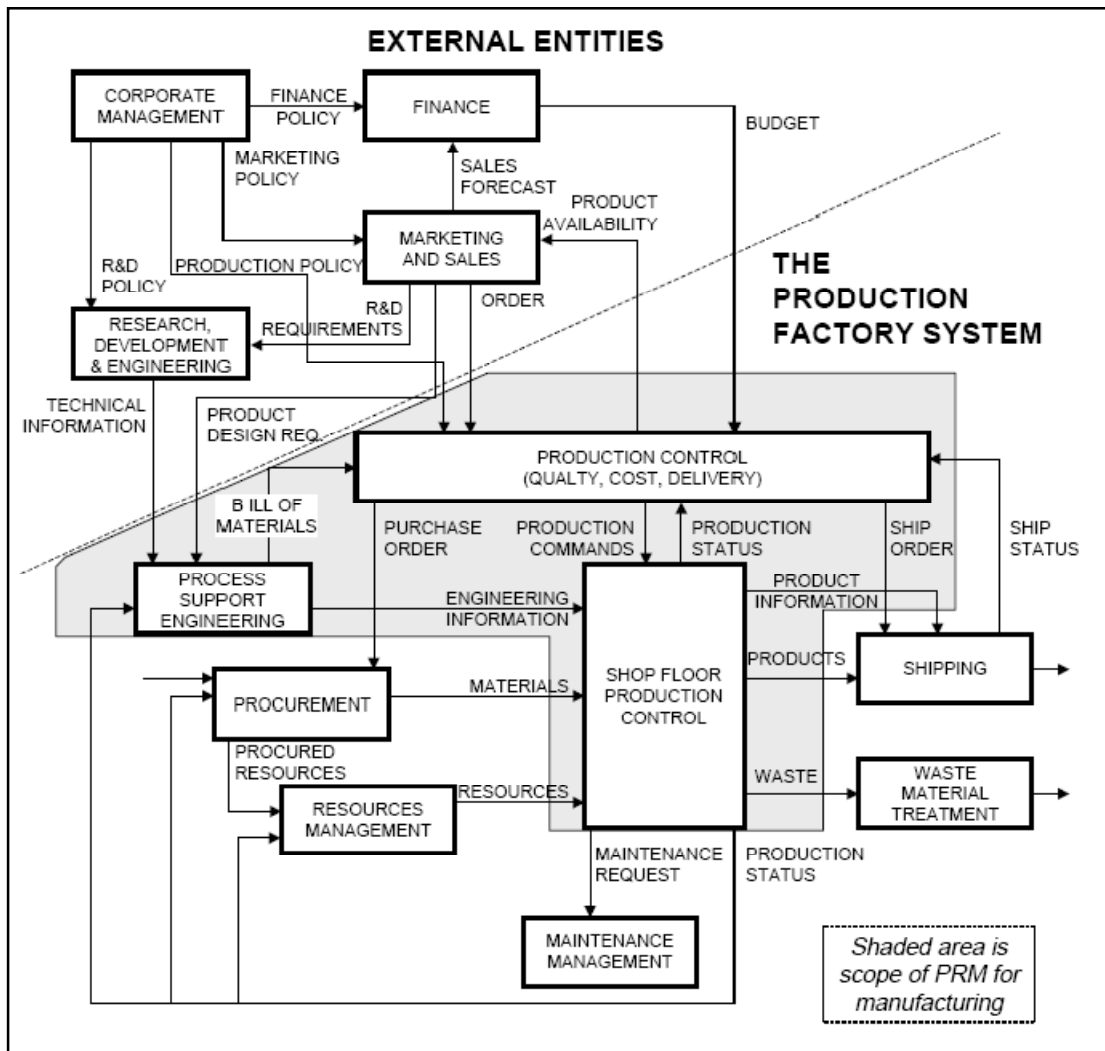 EXTERNAL ENTITIES
CORPORATE
MANAGEMENT
FINANCE
POLICY
FINANCE
BUDGET
MARKETING
POLICY
SALES
FORECAST
PRODUCT
AVAILABILITY
MARKETING
AND SALES
R&D
POLICY
PRODUCTION POLICY
ORDER
THE
PRODUCTION
FACTORY SYSTEM
R&D
REQUIREMENTS
RESEARCH,
DEVELOPMENT
& ENGINEERING
TECHNICAL
INFORMATION
PRODUCT
DESIGN REQ.
PRODUCTION CONTROL
(QUALTY, COST, DELIVERY)
B ILL OF
MATERIALS
PURCHASE
ORDER
PRODUCTION
COMMANDS
PRODUCTION
STATUS
SHIP
ORDER
SHIP
STATUS
PROCESS
SUPPORT
ENGINEERING
ENGINEERING
INFORMATION
PRODUCT
INFORMATION
SHOP FLOOR
PRODUCTION
CONTROL
PRODUCTS
SHIPPING
PROCUREMENT
MATERIALS
PROCURED
RESOURCES
RESOURCES
MANAGEMENT
RESOURCES
WASTE
WASTE
MATERIAL
TREATMENT
MAINTENANCE
REQUEST
PRODUCTION
STATUS
MAINTENANCE
MANAGEMENT
Shaded area is
scope of PRM for
manufacturing